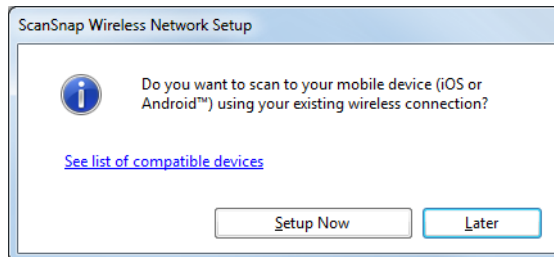 ScanSnap Wireless Network Setup
Do you want to scan to your mobile device (iOS or
Android™) using your existing wireless connection?
See list of compatible devices
Setup Now
Later